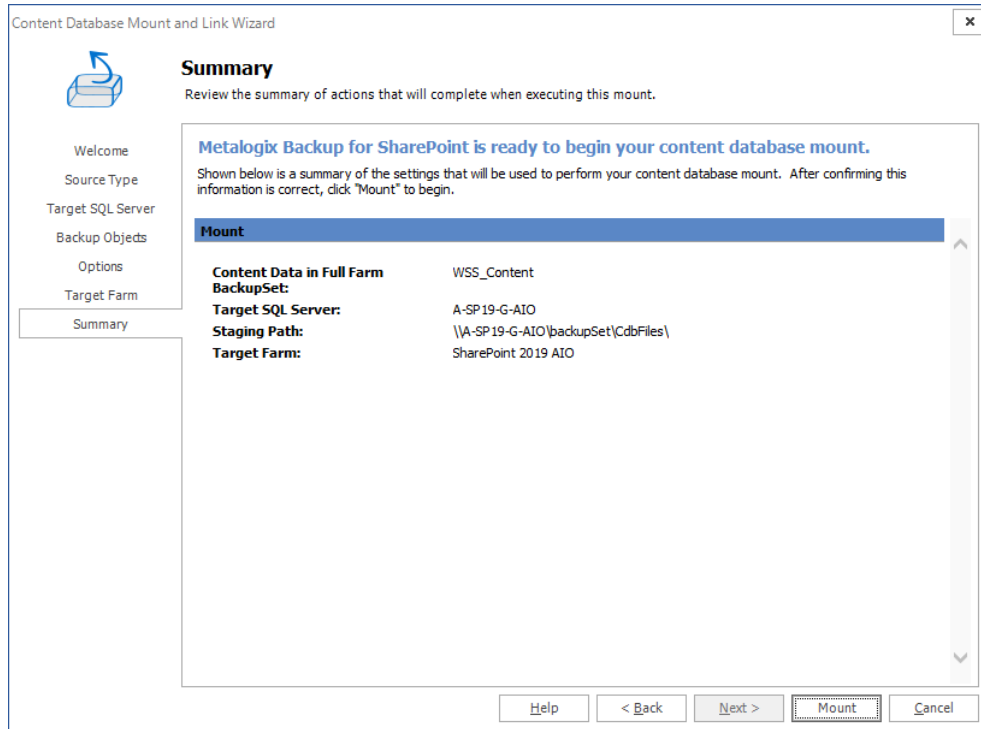 Content Database Mount and Link Wizard
Summary
Review the summary of actions that will complete when executing this mount.
Welcome
Source Type
Target SQL Server
Backup Objects
Options
Target Farm
Summary
Metalogix Backup for SharePoint is ready to begin your content database mount.
Shown below is a summary of the settings that will be used to perform your content database mount. After confirming this
information is correct, click "Mount" to begin.
Mount
Content Data in Full Farm WSS_Content
BackupSet:
Target SQL Server: A-SP19-G-AIO
Staging Path: \\A-SP19-G-AIO\backupSet\CdbFiles\
Target Farm: SharePoint 2019 AIO
Help < Back Next > Mount Cancel